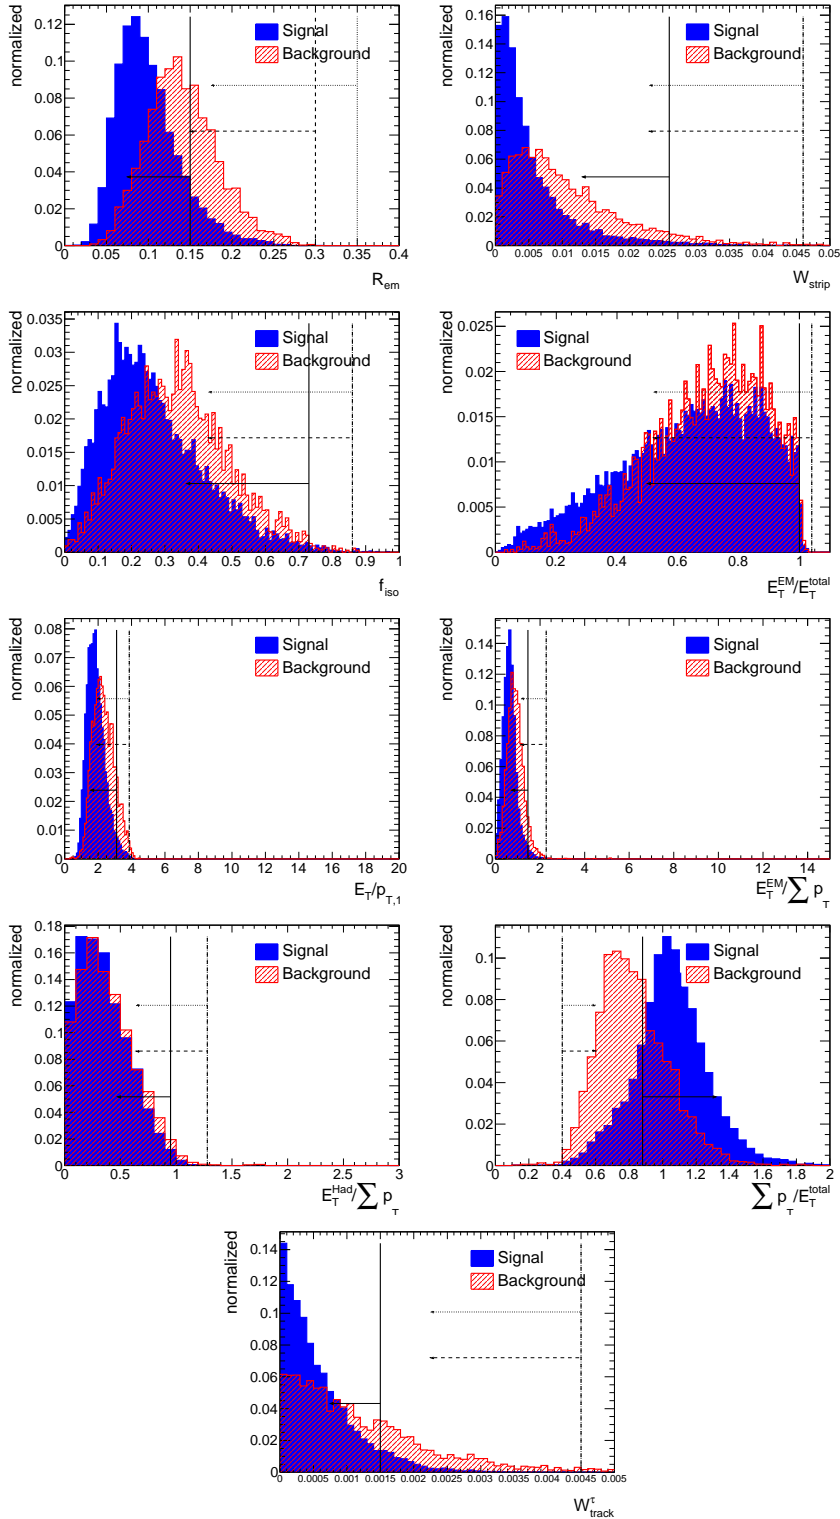 normalized
Signal
Background
0.12
0.1
0.08
0.06
0.04
0.02
0
0 0.05 0.1 0.15 0.2 0.25 0.3 0.35 0.4
R_em
normalized
Signal
Background
0.16
0.14
0.12
0.1
0.08
0.06
0.04
0.02
0
0 0.005 0.01 0.015 0.02 0.025 0.03 0.035 0.04 0.045 0.05
W_strip
normalized
Signal
Background
0.035
0.03
0.025
0.02
0.015
0.01
0.005
0
0 0.1 0.2 0.3 0.4 0.5 0.6 0.7 0.8 0.9 1
f_iso
normalized
Signal
Background
0.025
0.02
0.015
0.01
0.005
0
0 0.2 0.4 0.6 0.8 1
E_T^EM/E_T^total
normalized
Signal
Background
0.08
0.07
0.06
0.05
0.04
0.03
0.02
0.01
0
0 2 4 6 8 10 12 14 16 18 20
E_T/p_T,1
normalized
Signal
Background
0.14
0.12
0.1
0.08
0.06
0.04
0.02
0
0 2 4 6 8 10 12 14
E_T^EM/∑ p_T
normalized
Signal
Background
0.18
0.16
0.14
0.12
0.1
0.08
0.06
0.04
0.02
0
0 0.5 1 1.5 2 2.5 3
E_T^Had/∑ p_T
normalized
Signal
Background
0.1
0.08
0.06
0.04
0.02
0
0 0.2 0.4 0.6 0.8 1 1.2 1.4 1.6 1.8 2
∑ p_T/E_T^total
normalized
Signal
Background
0.14
0.12
0.1
0.08
0.06
0.04
0.02
0
0 0.0005 0.001 0.0015 0.002 0.0025 0.003 0.0035 0.004 0.0045 0.005
W_track^τ